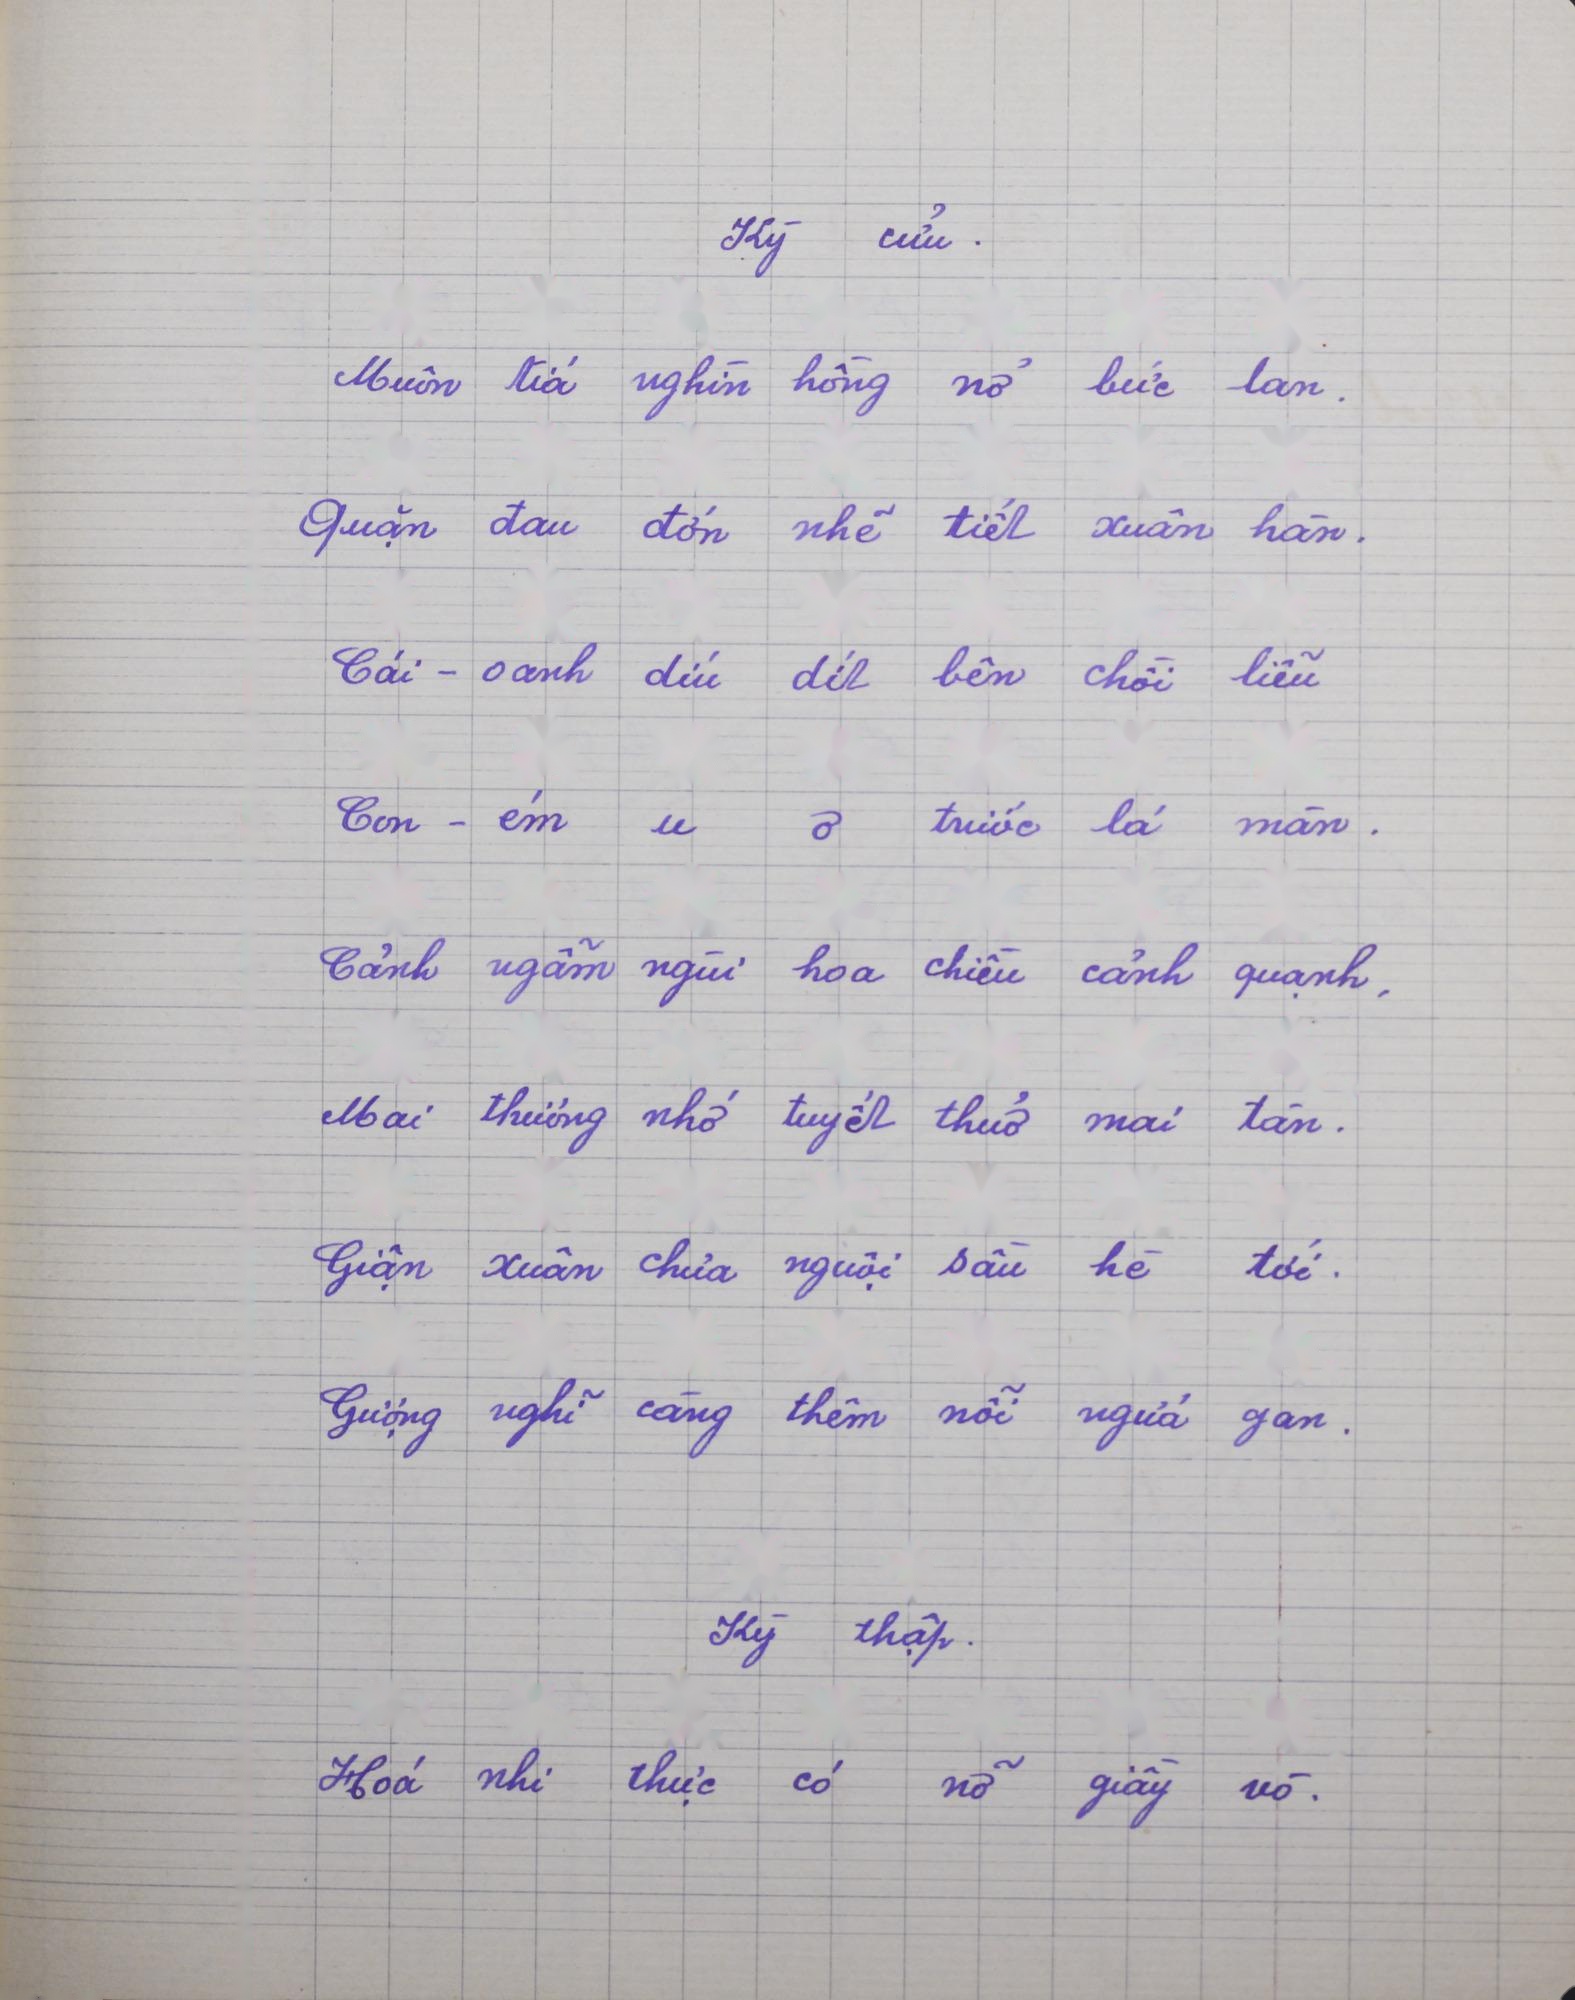 Kỳ cửu.
Muôn tiá nghìn hồng nở bức lan.
Quặn đau đớn nhẽ tiết xuân hàn.
Cái - oanh díu dít bên chồi liễu
Con - ém u ờ trước lá màn.
Cảnh ngẫm ngùi hoa chiều cảnh quạnh,
Mai thương nhớ tuyết thuở mai tàn.
Giận xuân chưa nguội sầu hè tới.
Gượng nghĩ càng thêm nỗi ngưá gan.
Kỳ thập.
Hoá nhi thực có nỡ giầy vò.